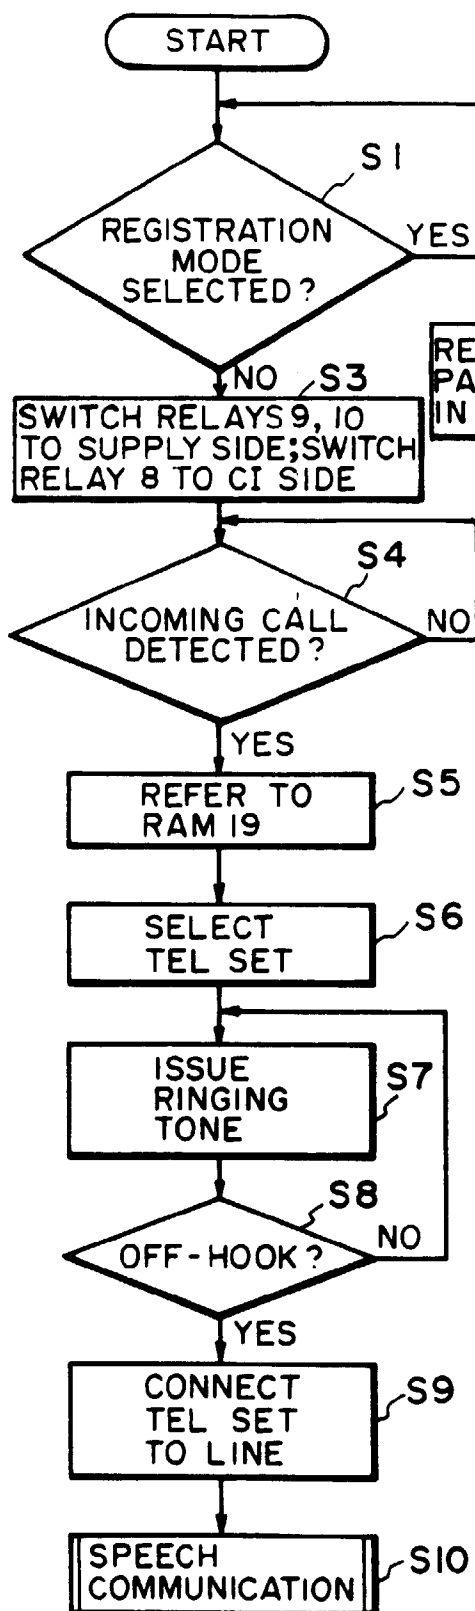 START
S1
REGISTRATION
MODE
SELECTED?
YES
RE
PA
IN
NO
S3
SWITCH RELAYS 9, 10
TO SUPPLY SIDE; SWITCH
RELAY 8 TO CI SIDE
S4
INCOMING CALL
DETECTED?
NO
YES
REFER TO
RAM 19
S5
SELECT
TEL SET
S6
ISSUE
RINGING
TONE
S7
S8
OFF-HOOK?
NO
YES
CONNECT
TEL SET
TO LINE
S9
SPEECH
COMMUNICATION
S10